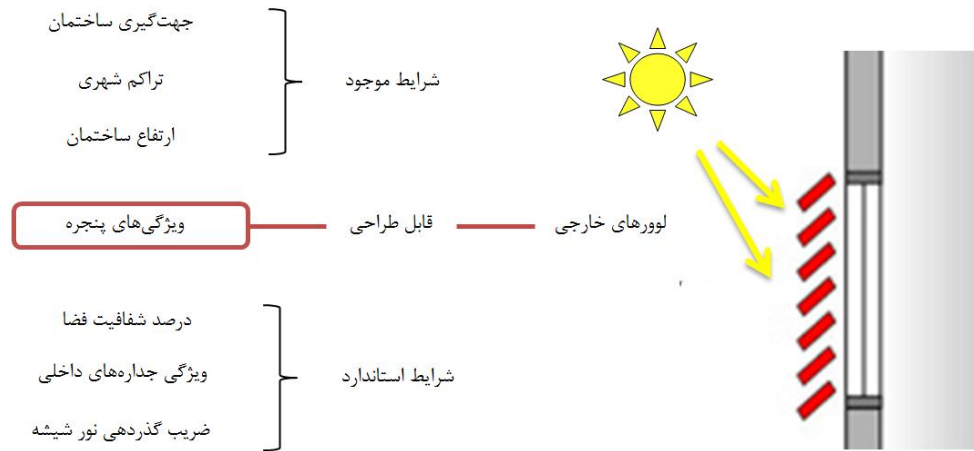 جهت‌گیری ساختمان
تراکم شهری
ارتفاع ساختمان
شرایط موجود
لوورهای خارجی
قابل طراحی
ویژگی‌های پنجره
درصد شفافیت فضا
ویژگی جداره‌های داخلی
ضریب گذردهی نور شیشه
شرایط استاندارد